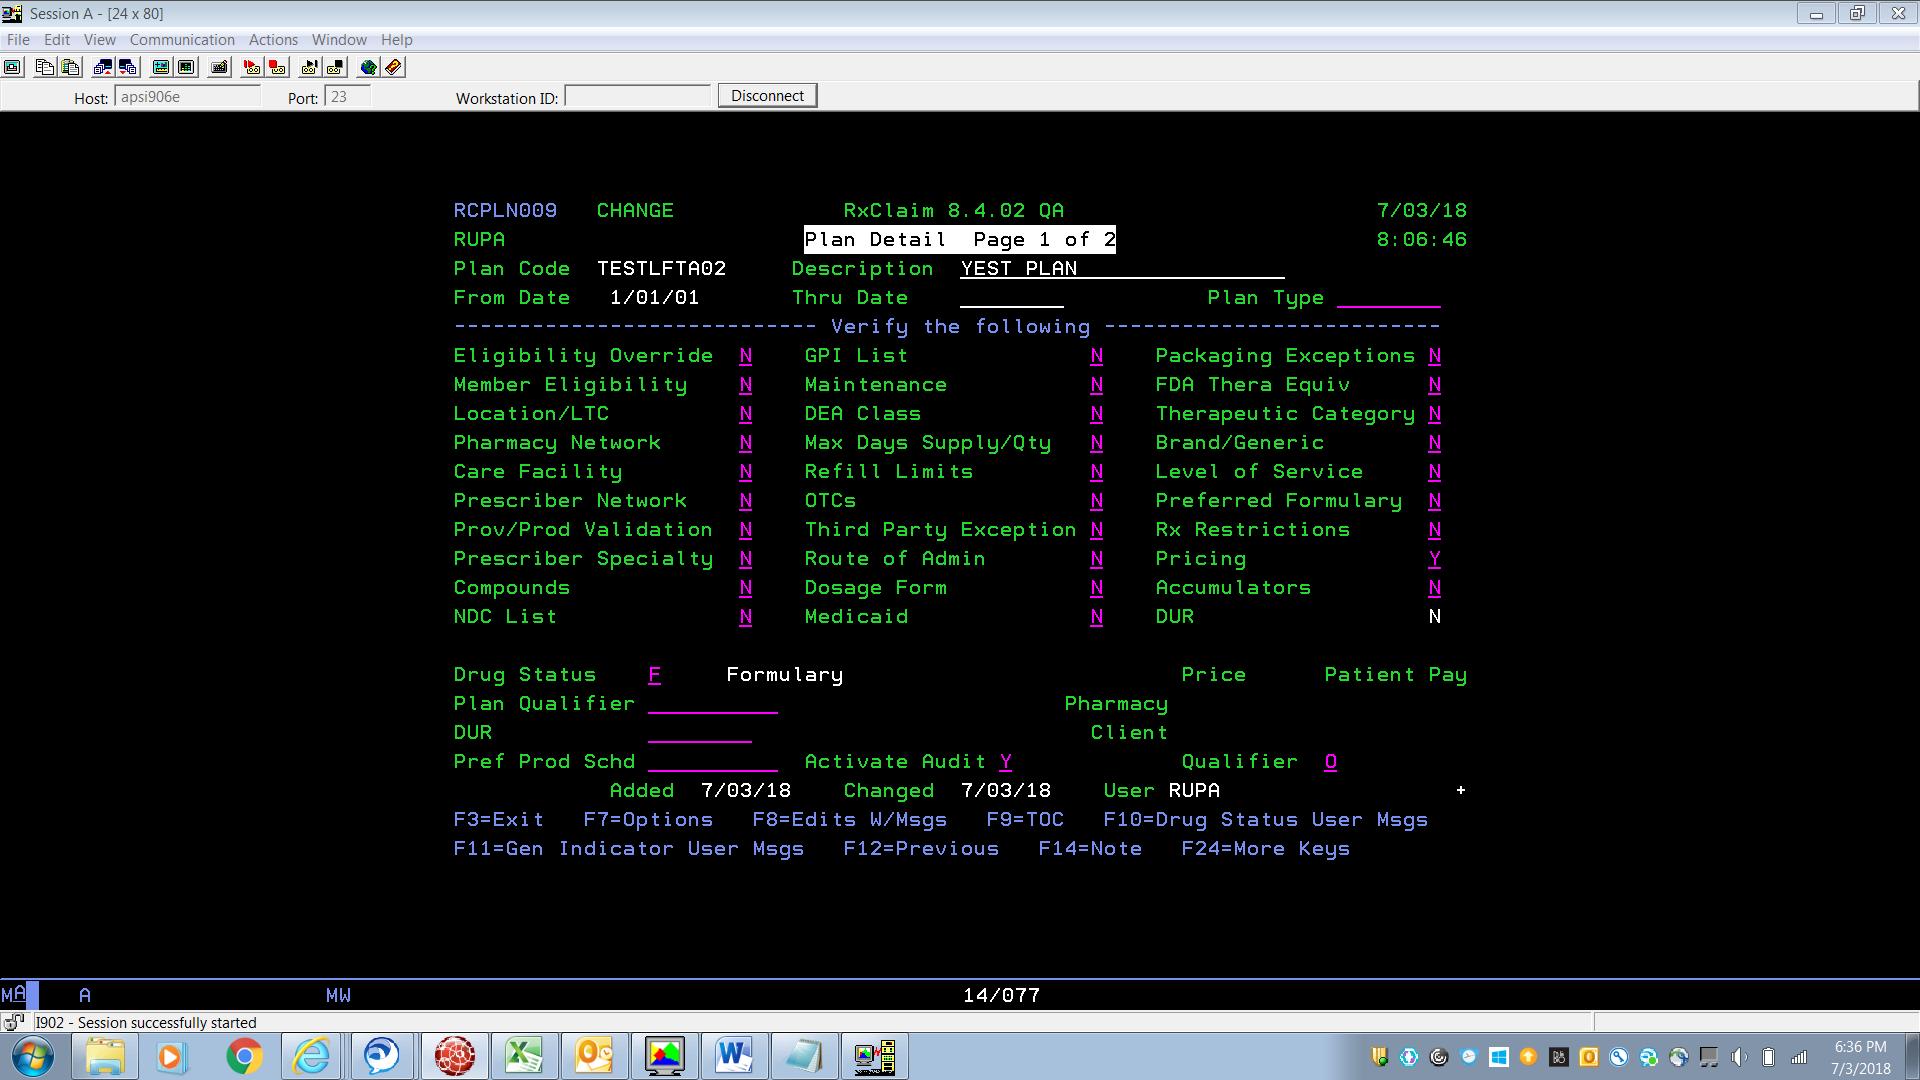 Session A - [24 x 80]
File Edit View Communication Actions Window Help
Host: apsi906e Port: 23 Workstation ID: Disconnect
RCPLN009 CHANGE RxClaim 8.4.02 QA 7/03/18
RUPA Plan Detail Page 1 of 2 8:06:46
Plan Code TESTLFTA02 Description YEST PLAN
From Date 1/01/01 Thru Date Plan Type
---------------------------- Verify the following --------------------------
Eligibility Override N GPI List N Packaging Exceptions N
Member Eligibility N Maintenance N FDA Thera Equiv N
Location/LTC N DEA Class N Therapeutic Category N
Pharmacy Network N Max Days Supply/Qty N Brand/Generic N
Care Facility N Refill Limits N Level of Service N
Prescriber Network N OTCs N Preferred Formulary N
Prov/Prod Validation N Third Party Exception N Rx Restrictions N
Prescriber Specialty N Route of Admin N Pricing Y
Compounds N Dosage Form N Accumulators N
NDC List N Medicaid N DUR N
Drug Status F Formulary Price Patient Pay
Plan Qualifier Pharmacy
DUR Client
Pref Prod Schd Activate Audit Y Qualifier O
Added 7/03/18 Changed 7/03/18 User RUPA +
F3=Exit F7=Options F8=Edits W/Msgs F9=TOC F10=Drug Status User Msgs
F11=Gen Indicator User Msgs F12=Previous F14=Note F24=More Keys
MA A MW 14/077
I902 - Session successfully started
6:36 PM
7/3/2018